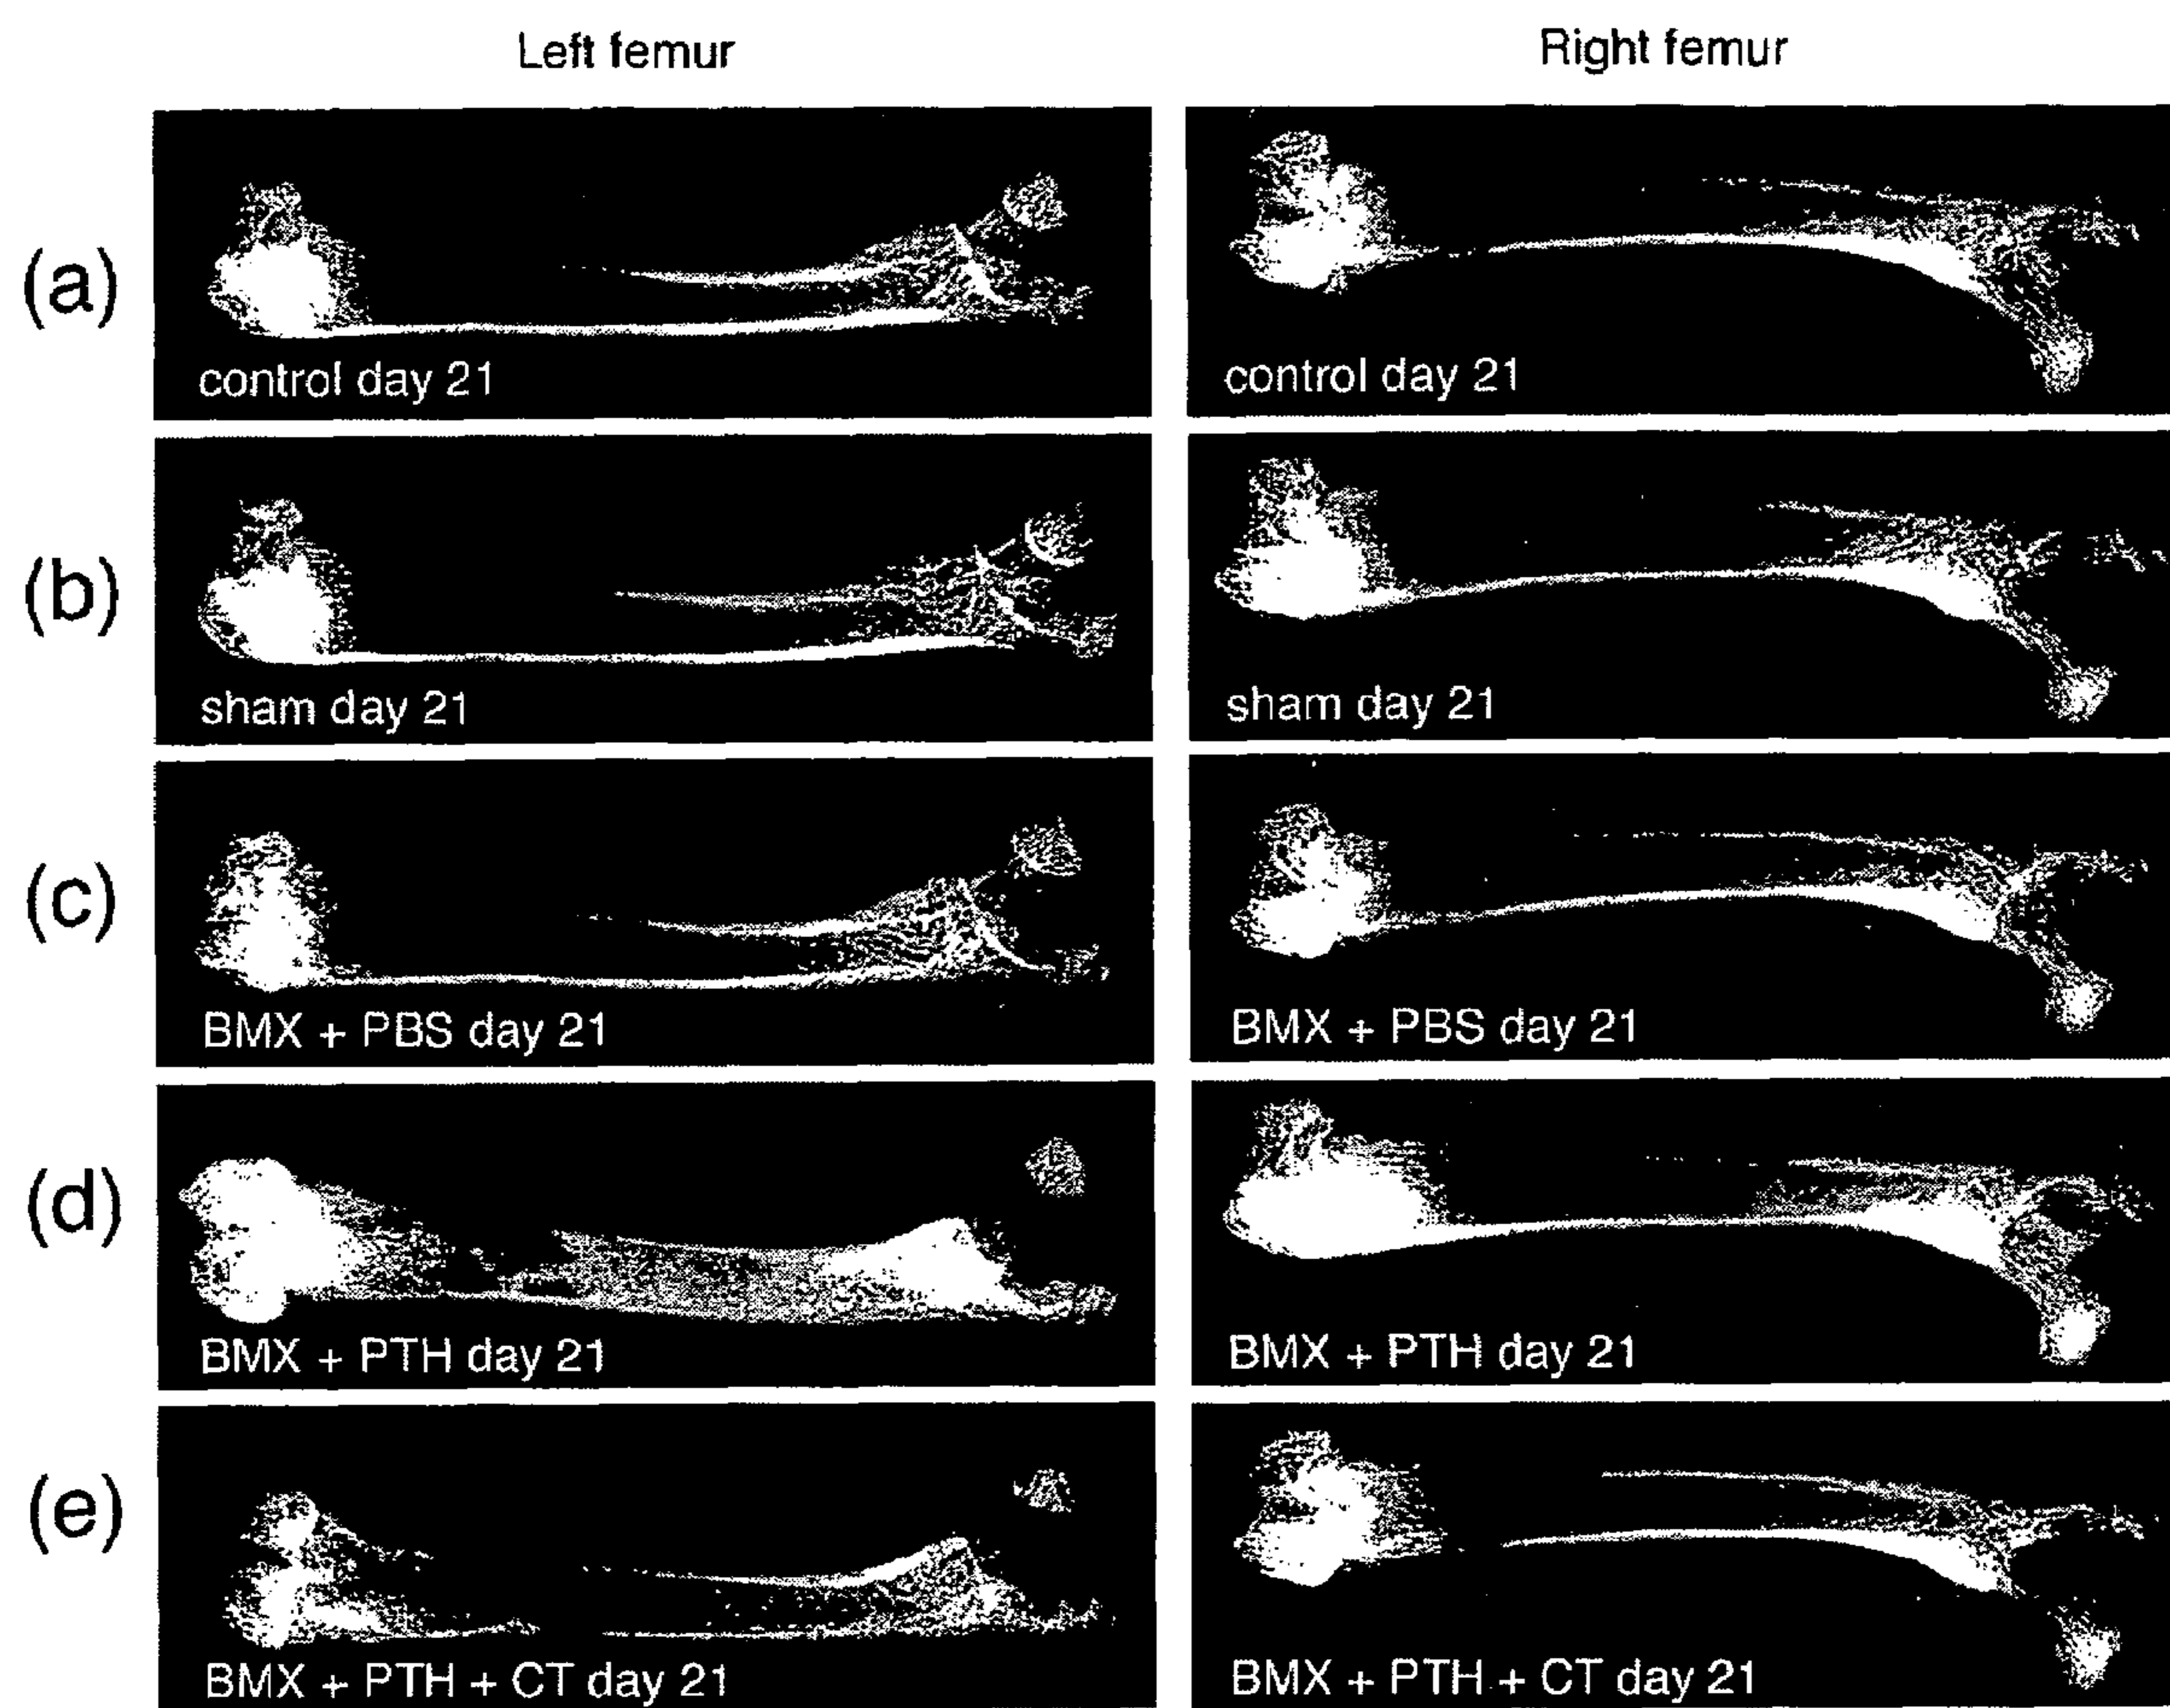 Left femur
Right femur
(a)
control day 21
control day 21
(b)
sham day 21
sham day 21
(c)
BMX + PBS day 21
BMX + PBS day 21
(d)
BMX + PTH day 21
BMX + PTH day 21
(e)
BMX + PTH + CT day 21
BMX + PTH + CT day 21